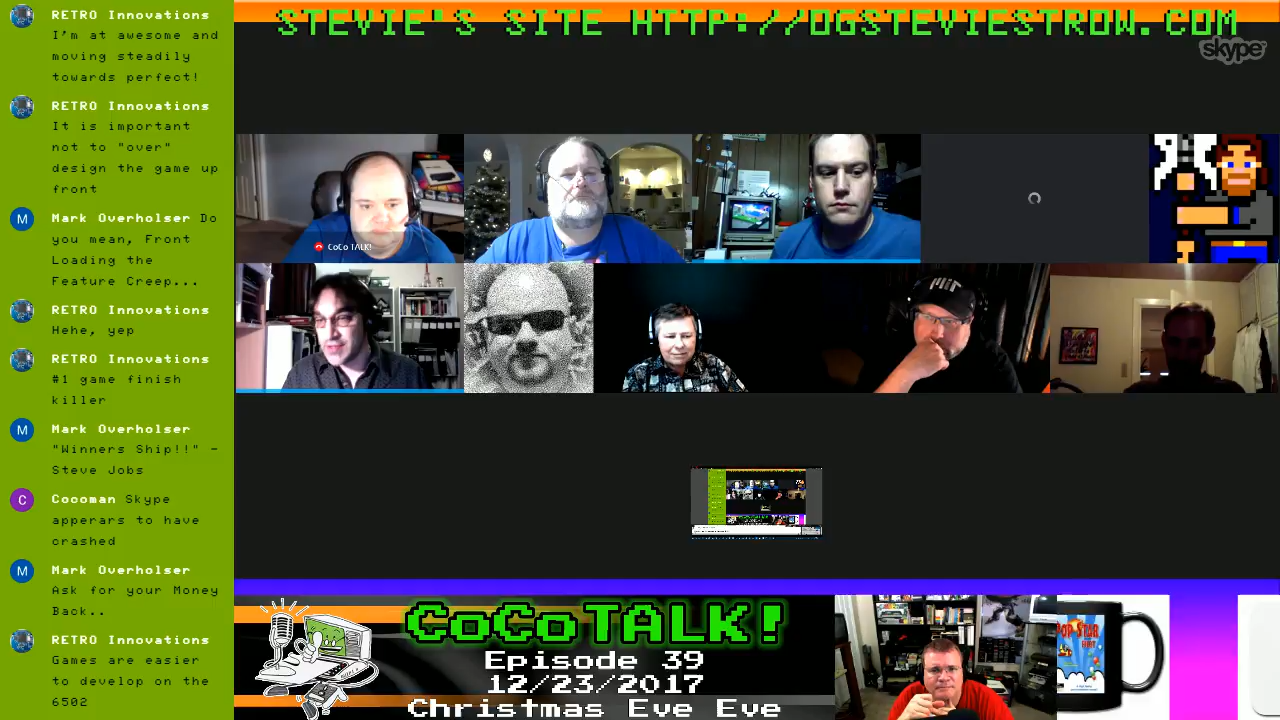 STEVIE'S SITE HTTP://OGSTEVIESTROW.COM
skype
RETRO Innovations
I'm at awesome and
moving steadily
towards perfect!
RETRO Innovations
It is important
not to "over"
design the game up
front
Mark Overholser Do
you mean, Front
Loading the
Feature Creep...
RETRO Innovations
Hehe, yep
RETRO Innovations
#1 game finish
killer
Mark Overholser
"Winners Ship!!" -
Steve Jobs
Cocoman Skype
apperars to have
crashed
Mark Overholser
Ask for your Money
Back..
RETRO Innovations
Games are easier
to develop on the
6502
CoCo TALK!
MIT
CoCoTALK!
Episode 39
12/23/2017
Christmas Eve Eve
POP STAR